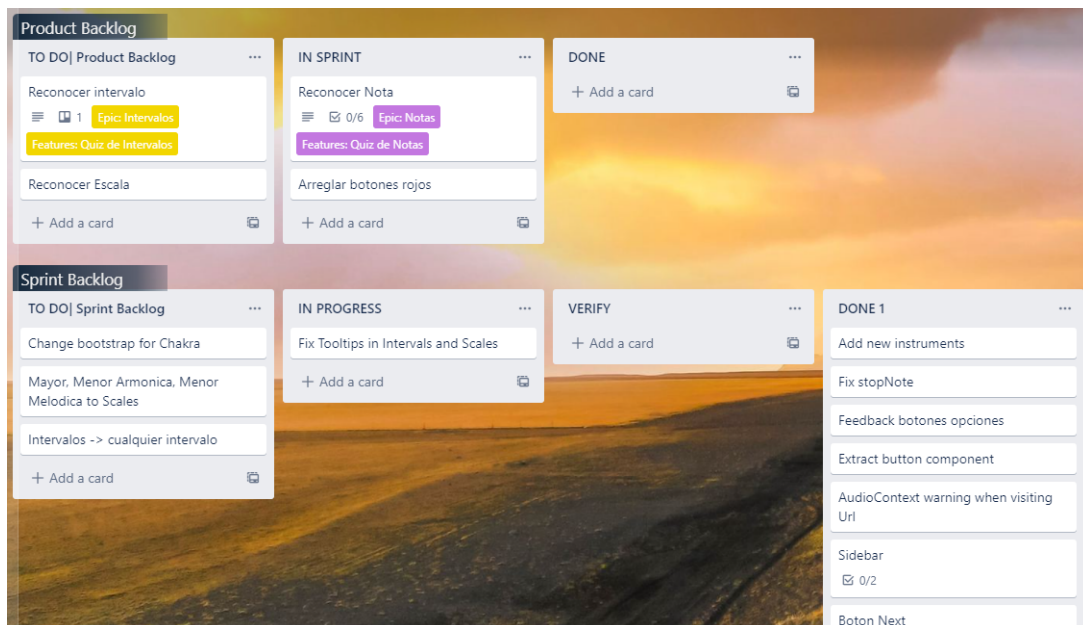 Product Backlog
TO DO| Product Backlog
Reconocer intervalo
1 Epic: Intervalos
Features: Quiz de Intervalos
Reconocer Escala
+ Add a card
IN SPRINT
Reconocer Nota
0/6 Epic: Notas
Features: Quiz de Notas
Arreglar botones rojos
+ Add a card
DONE
+ Add a card
Sprint Backlog
TO DO| Sprint Backlog
Change bootstrap for Chakra
Mayor, Menor Armonica, Menor
Melodica to Scales
Intervalos -> cualquier intervalo
+ Add a card
IN PROGRESS
Fix Tooltips in Intervals and Scales
+ Add a card
VERIFY
+ Add a card
DONE 1
Add new instruments
Fix stopNote
Feedback botones opciones
Extract button component
AudioContext warning when visiting
Url
Sidebar
0/2
Boton Next